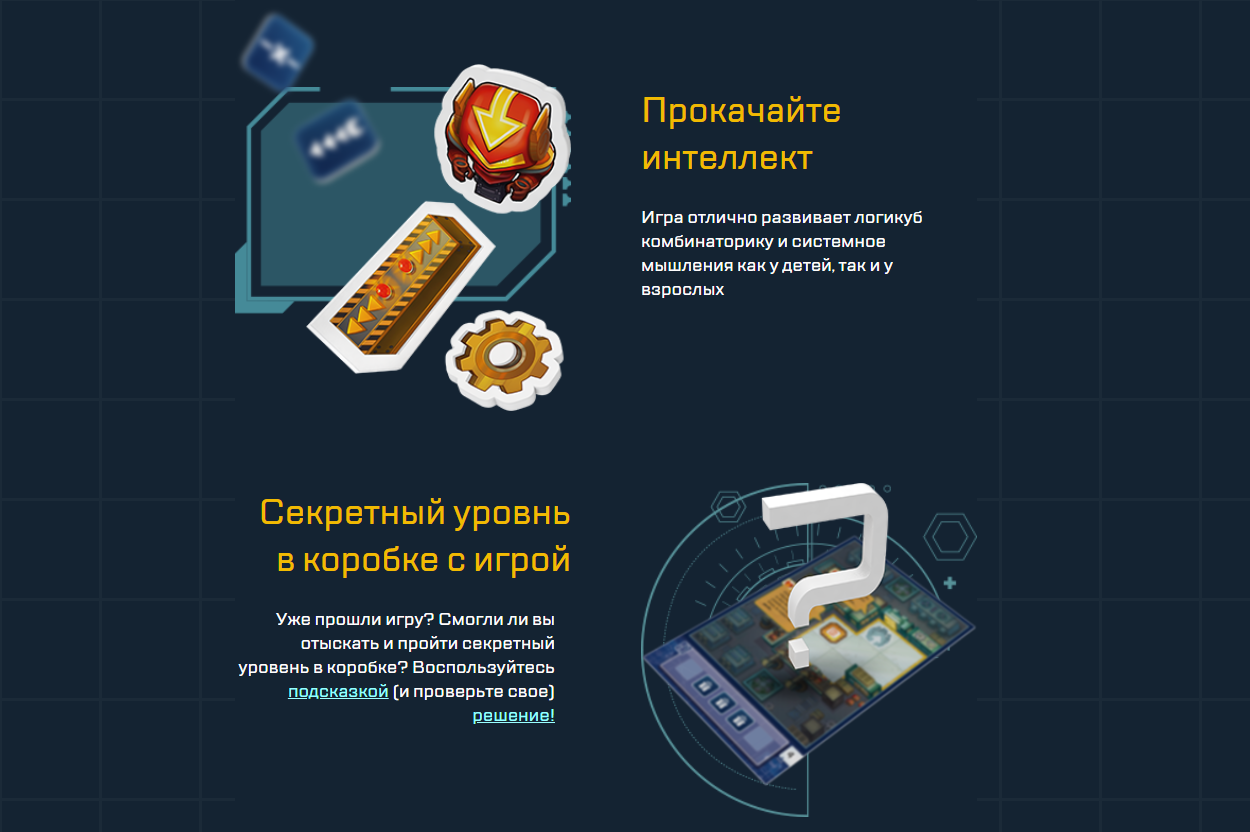 Прокачайте
интеллект
Игра отлично развивает логикуб
комбинаторику и системное
мышления как у детей, так и у
взрослых
Секретный уровнь
в коробке с игрой
Уже прошли игру? Смогли ли вы
отыскать и пройти секретный
уровень в коробке? Воспользуйтесь
подсказкой (и проверьте свое)
решение!